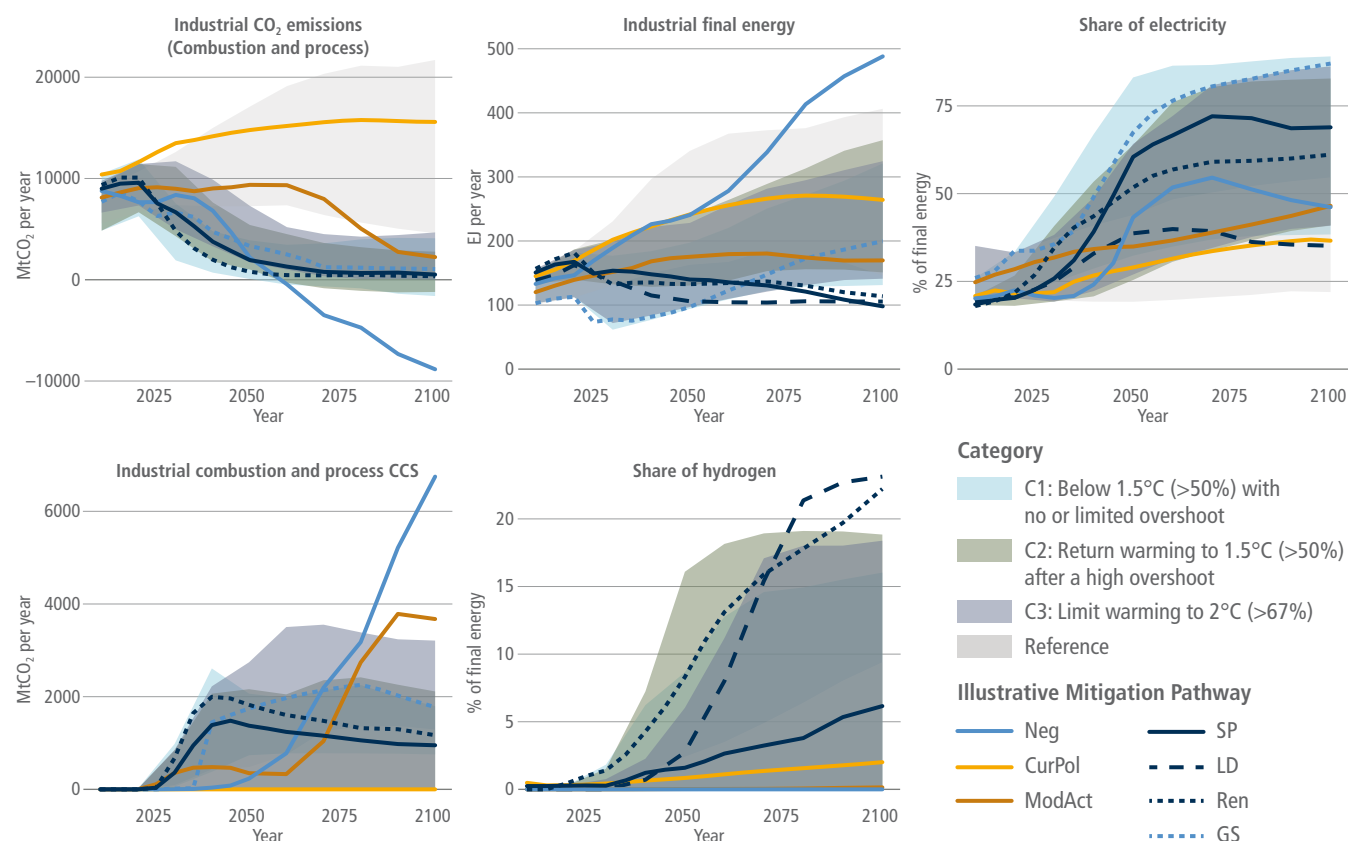 Industrial CO₂ emissions
(Combustion and process)
MtCO₂ per year
20000
10000
0
–10000
2025
2050
2075
2100
Year
Industrial final energy
EJ per year
500
400
300
200
100
0
2025
2050
2075
2100
Year
Share of electricity
% of final energy
75
50
25
0
2025
2050
2075
2100
Year
Industrial combustion and process CCS
MtCO₂ per year
6000
4000
2000
0
2025
2050
2075
2100
Year
Share of hydrogen
% of final energy
20
15
10
5
0
2025
2050
2075
2100
Year
Category
C1: Below 1.5°C (>50%) with
no or limited overshoot
C2: Return warming to 1.5°C (>50%)
after a high overshoot
C3: Limit warming to 2°C (>67%)
Reference
Illustrative Mitigation Pathway
Neg
CurPol
ModAct
SP
LD
Ren
GS